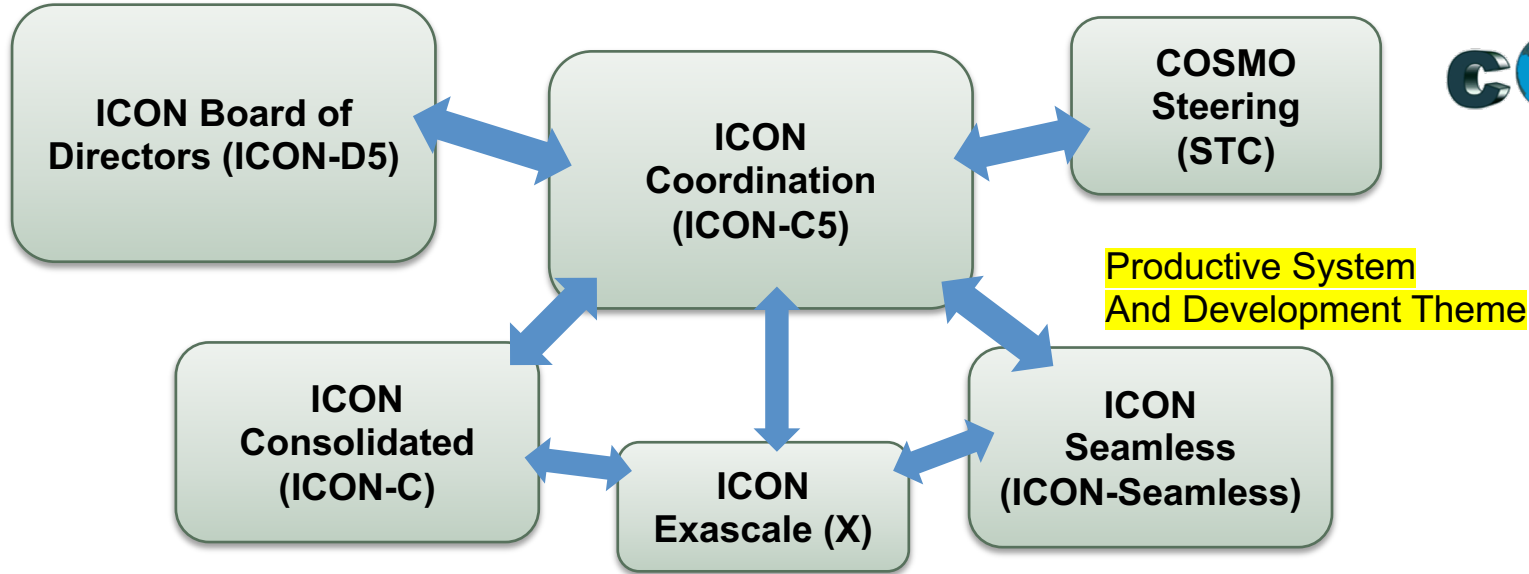 ICON Board of
Directors (ICON-D5)
ICON
Coordination
(ICON-C5)
COSMO
Steering
(STC)
Productive System
And Development Theme
ICON
Consolidated
(ICON-C)
ICON
Exascale (X)
ICON
Seamless
(ICON-Seamless)